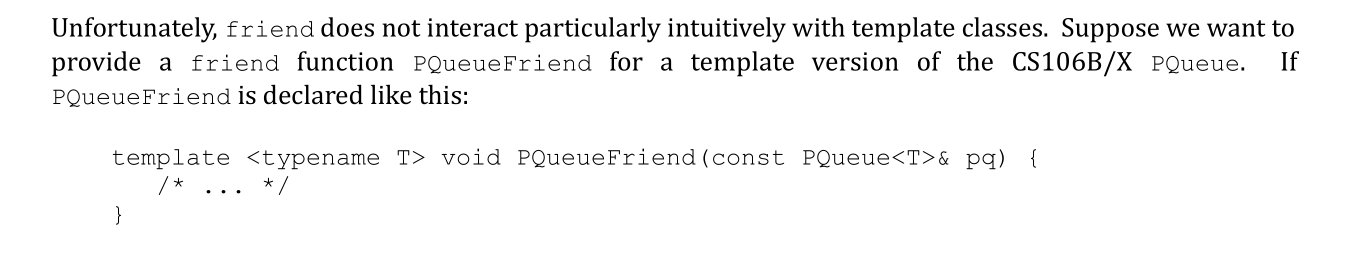 Unfortunately, friend does not interact particularly intuitively with template classes.  Suppose we want to
provide a friend function PQueueFriend for a template version of the CS106B/X PQueue.  If
PQueueFriend is declared like this:
template <typename T> void PQueueFriend(const PQueue<T>& pq) {
/* ... */
}